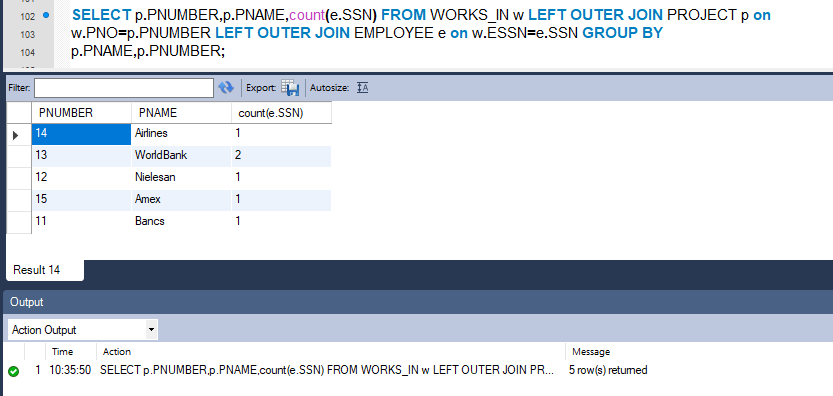 102 SELECT p.PNUMBER,p.PNAME,count(e.SSN) FROM WORKS_IN w LEFT OUTER JOIN PROJECT p on
103 w.PNO=p.PNUMBER LEFT OUTER JOIN EMPLOYEE e on w.ESSN=e.SSN GROUP BY
104 p.PNAME,p.PNUMBER;
Filter: Export: Autosize:
PNUMBER PNAME count(e.SSN)
14 Airlines 1
13 WorldBank 2
12 Nielesan 1
15 Amex 1
11 Bancs 1
Result 14
Output
Action Output
Time Action Message
1 10:35:50 SELECT p.PNUMBER,p.PNAME,count(e.SSN) FROM WORKS_IN w LEFT OUTER JOIN PR... 5 row(s) returned